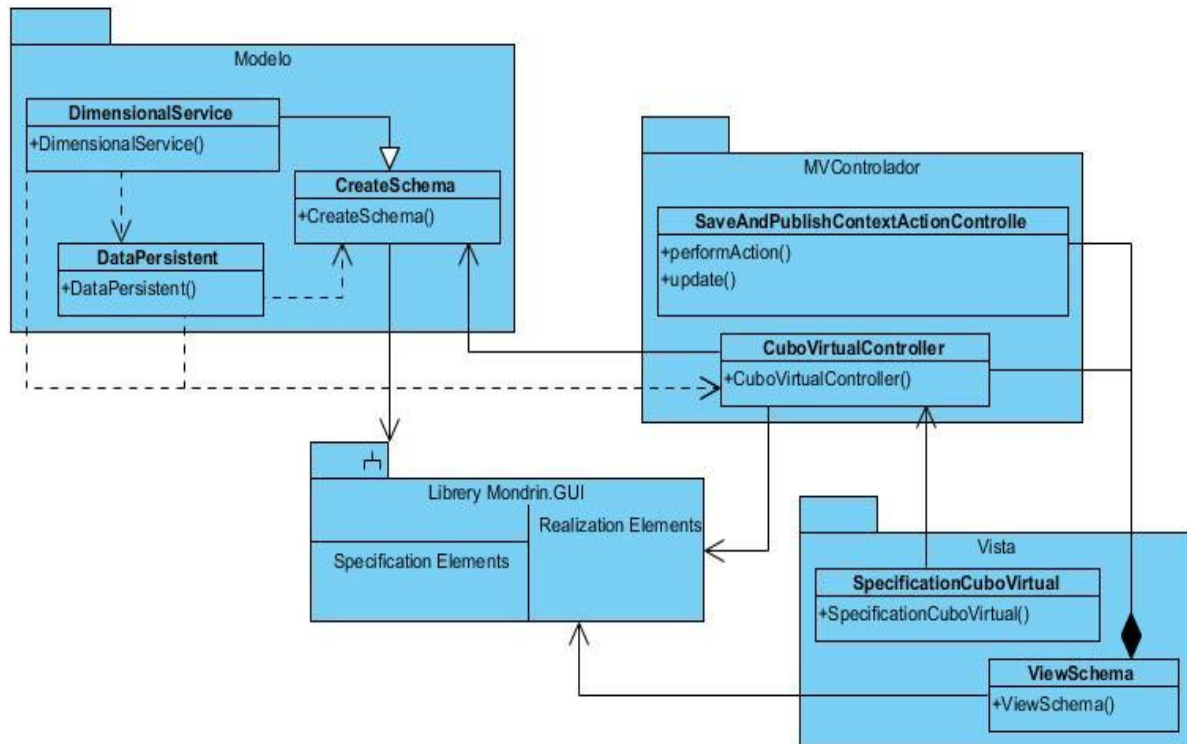 Modelo
DimensionalService
+DimensionalService()
CreateSchema
+CreateSchema()
DataPersistent
+DataPersistent()
MVControlador
SaveAndPublishContextActionControlle
+performAction()
+update()
CuboVirtualController
+CuboVirtualController()
Librery Mondrin.GUI
Realization Elements
Specification Elements
Vista
SpecificationCuboVirtual
+SpecificationCuboVirtual()
ViewSchema
+ViewSchema()